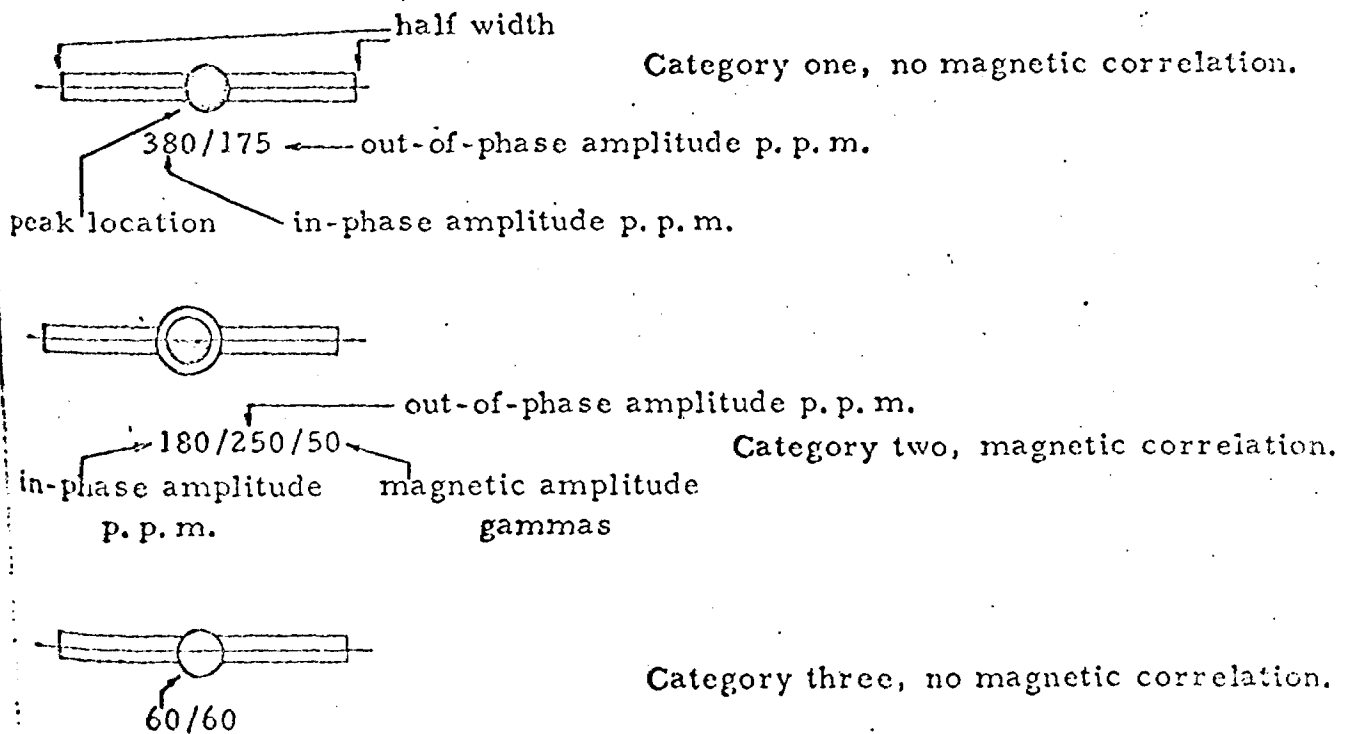 half width
Category one, no magnetic correlation.
380/175 out-of-phase amplitude p. p. m.
peak location in-phase amplitude p. p. m.
out-of-phase amplitude p. p. m.
180/250/50
Category two, magnetic correlation.
in-phase amplitude p. p. m.
magnetic amplitude gammas
Category three, no magnetic correlation.
60/60